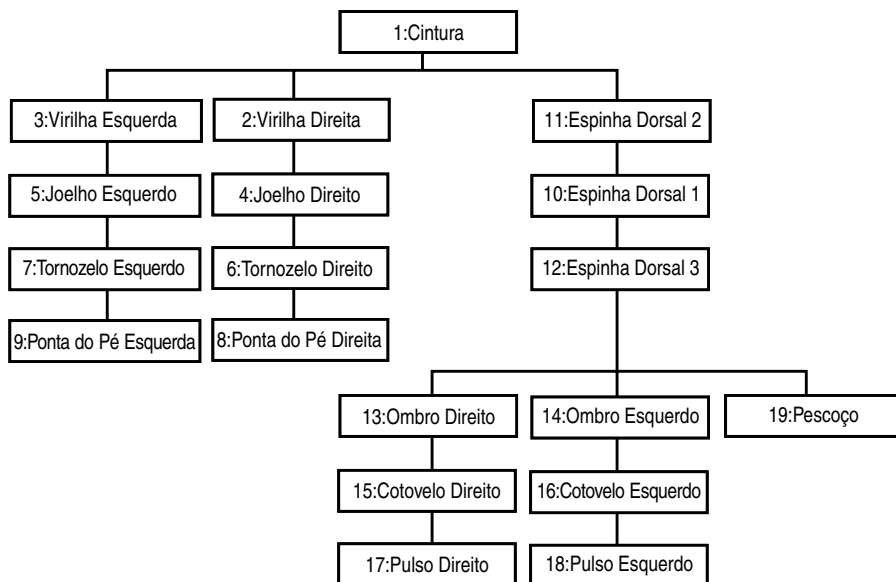 1:Cintura
3:Virilha Esquerda
2:Virilha Direita
11:Espinha Dorsal 2
5:Joelho Esquerdo
4:Joelho Direito
10:Espinha Dorsal 1
7:Tornozelo Esquerdo
6:Tornozelo Direito
12:Espinha Dorsal 3
9:Ponta do Pé Esquerda
8:Ponta do Pé Direita
13:Ombro Direito
14:Ombro Esquerdo
19:Pescoço
15:Cotovelo Direito
16:Cotovelo Esquerdo
17:Pulso Direito
18:Pulso Esquerdo